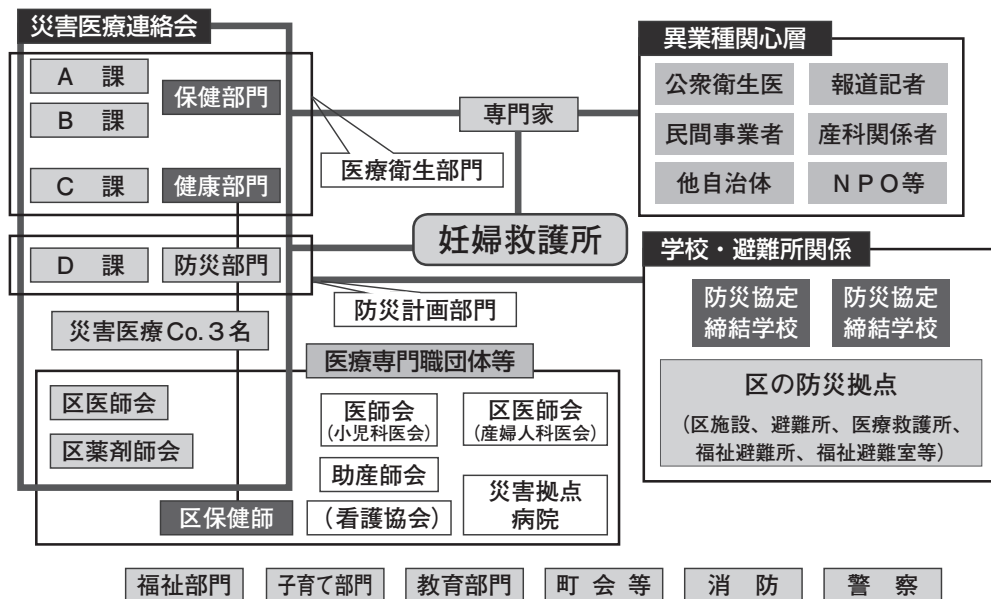 災害医療連絡会
A 課
B 課
保健部門
C 課
健康部門
医療衛生部門
専門家
異業種関心層
公衆衛生医
報道記者
民間事業者
産科関係者
他自治体
NPO等
妊婦救護所
D 課
防災部門
防災計画部門
学校・避難所関係
防災協定
締結学校
防災協定
締結学校
区の防災拠点
(区施設、避難所、医療救護所、
福祉避難所、福祉避難室等)
災害医療Co.3名
医療専門職団体等
区医師会
区薬剤師会
医師会
(小児科医会)
区医師会
(産婦人科医会)
助産師会
(看護協会)
災害拠点
病院
区保健師
福祉部門
子育て部門
教育部門
町会等
消防
警察